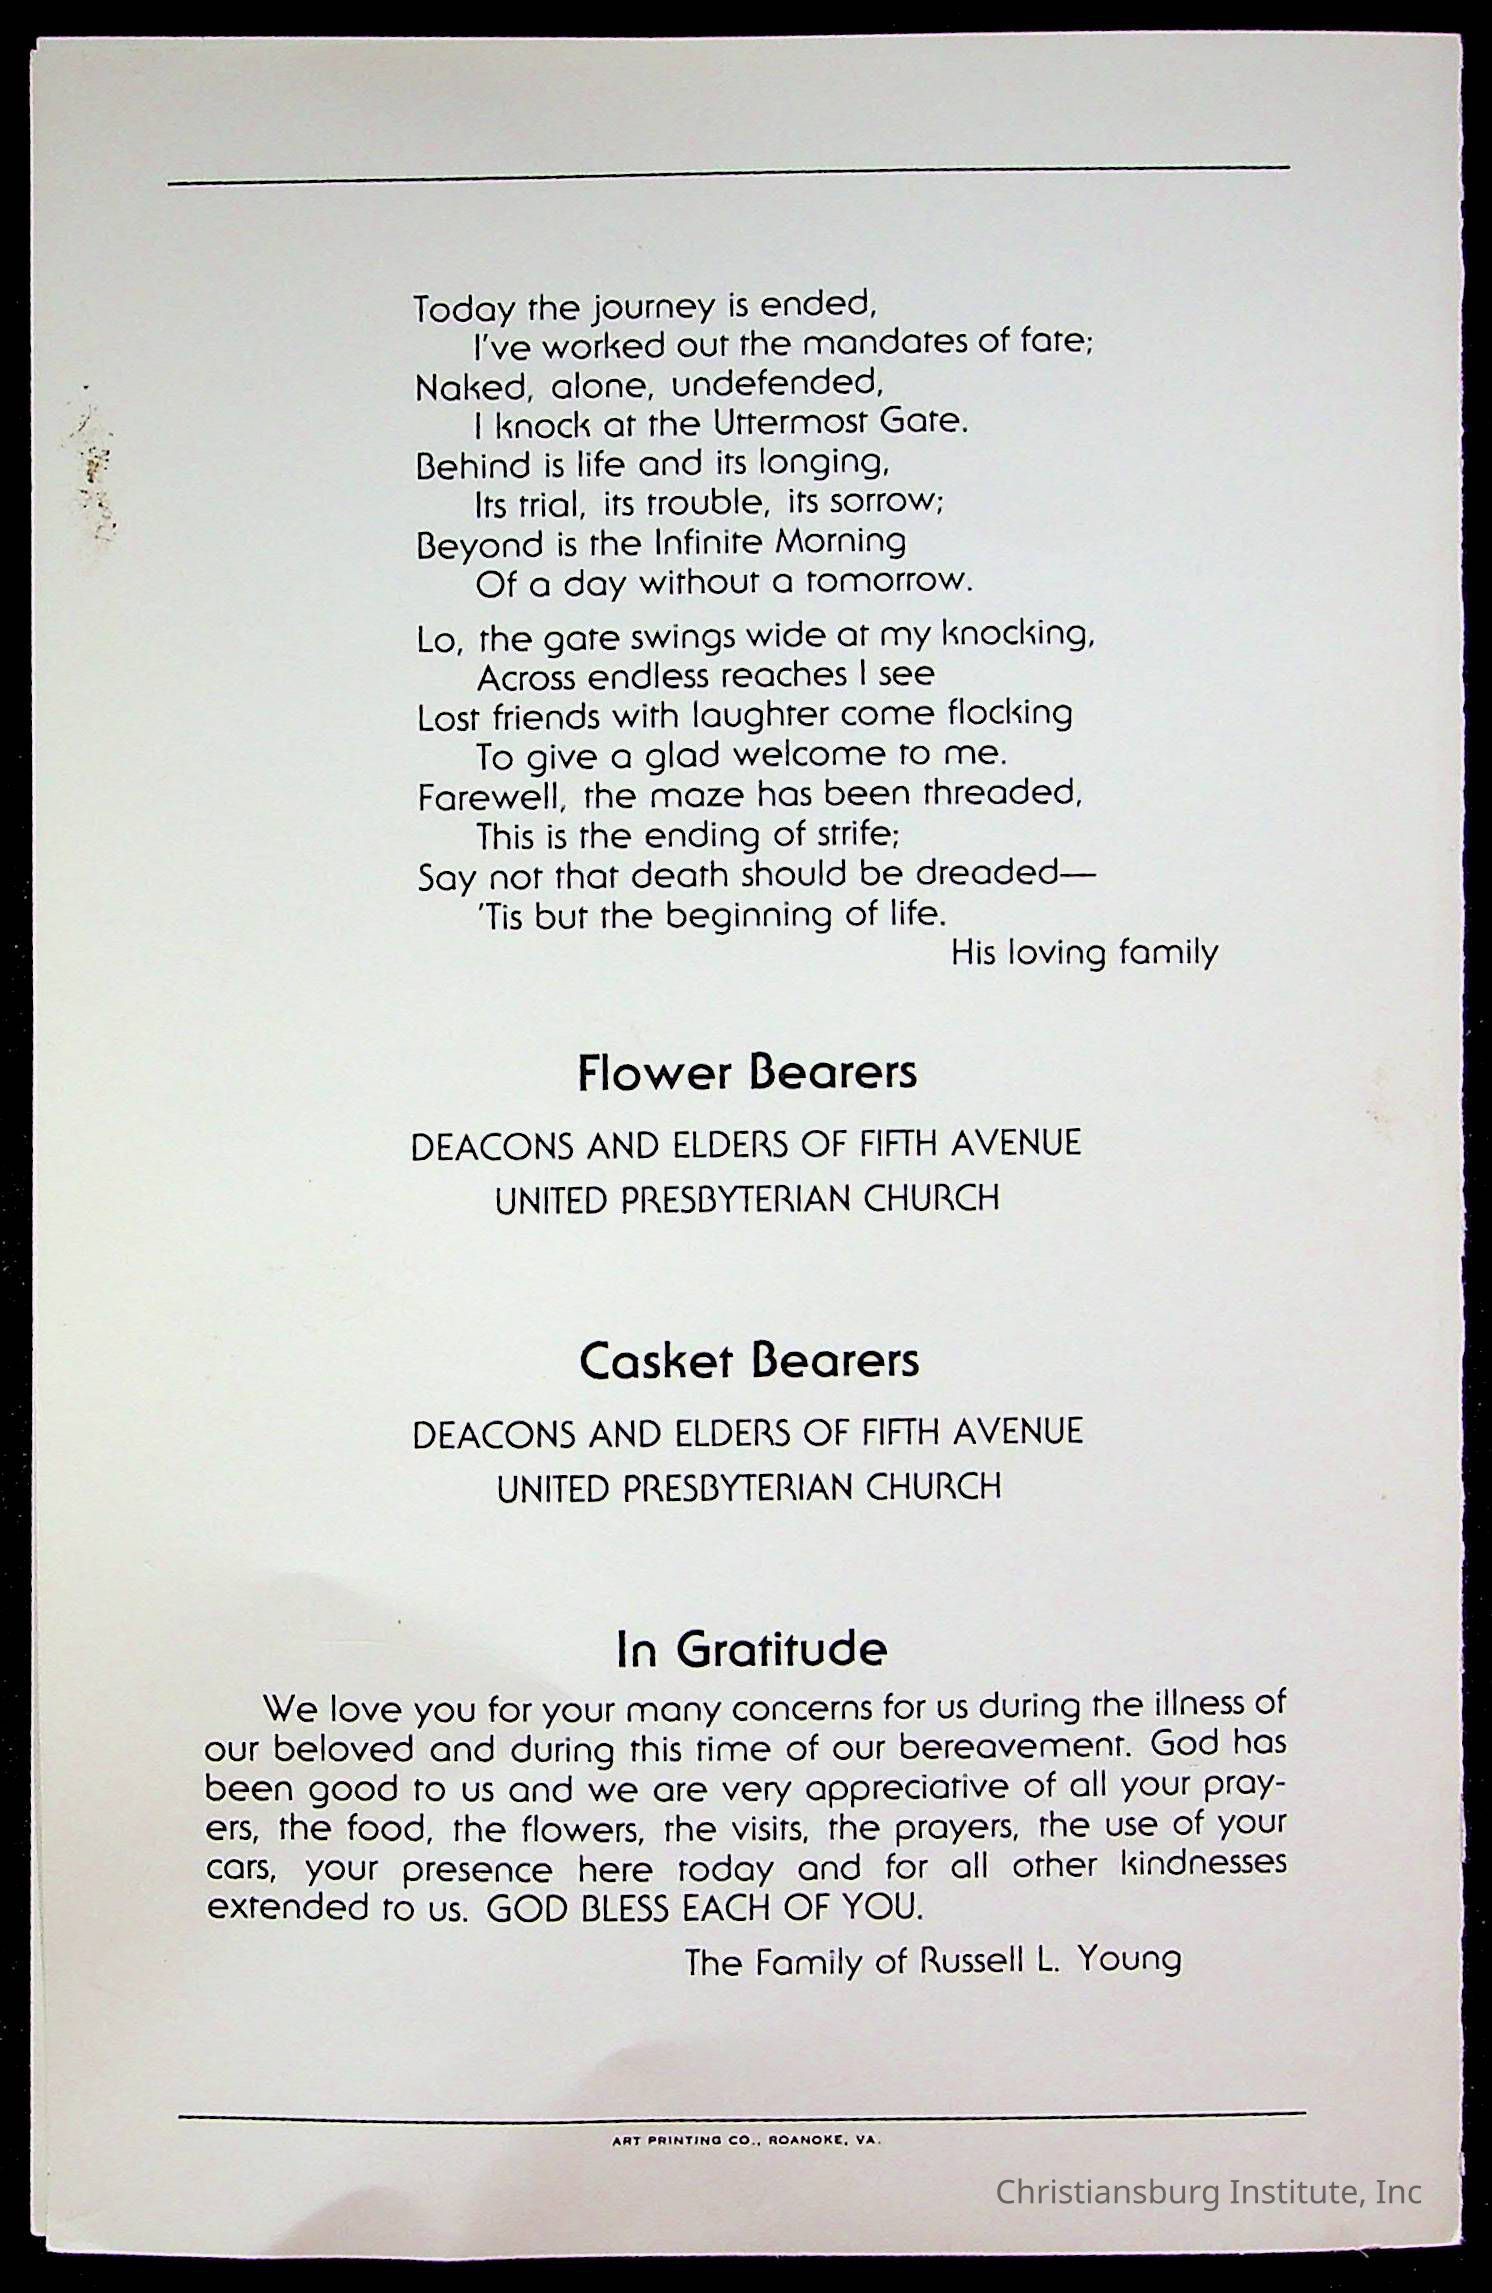 Today the journey is ended,
I've worked out the mandates of fate;
Naked, alone, undefended,
I knock at the Uttermost Gate.
Behind is life and its longing,
Its trial, its trouble, its sorrow;
Beyond is the Infinite Morning
Of a day without a tomorrow.
Lo, the gate swings wide at my knocking,
Across endless reaches I see
Lost friends with laughter come flocking
To give a glad welcome to me.
Farewell, the maze has been threaded,
This is the ending of strife;
Say not that death should be dreaded—
'Tis but the beginning of life.
His loving family
Flower Bearers
DEACONS AND ELDERS OF FIFTH AVENUE
UNITED PRESBYTERIAN CHURCH
Casket Bearers
DEACONS AND ELDERS OF FIFTH AVENUE
UNITED PRESBYTERIAN CHURCH
In Gratitude
We love you for your many concerns for us during the illness of
our beloved and during this time of our bereavement. God has
been good to us and we are very appreciative of all your pray-
ers, the food, the flowers, the visits, the prayers, the use of your
cars, your presence here today and for all other kindnesses
extended to us. GOD BLESS EACH OF YOU.
The Family of Russell L. Young
ART PRINTING CO., ROANOKE, VA.
Christiansburg Institute, Inc